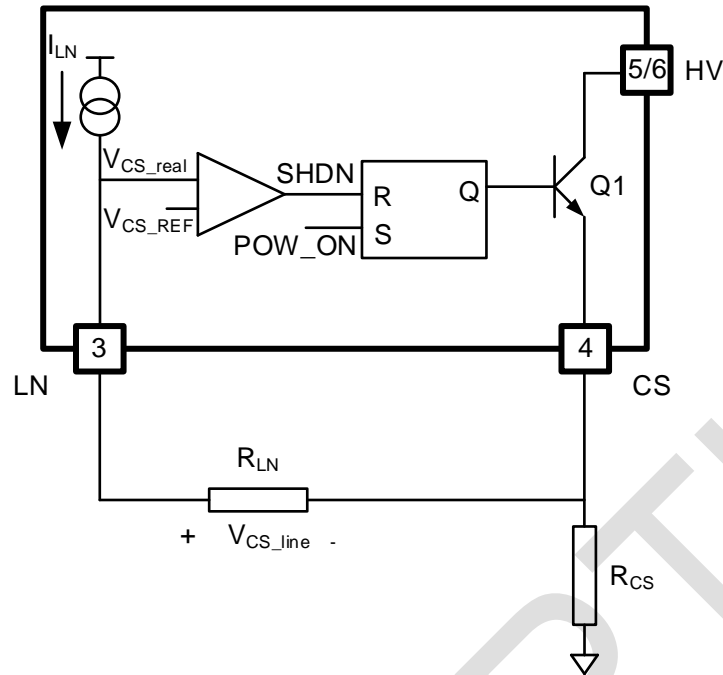 I_LN
5/6
HV
V_CS_real
V_CS_REF
SHDN
POW_ON
R
S
Q
Q1
3
4
LN
CS
R_LN
+ V_CS_line -
R_CS